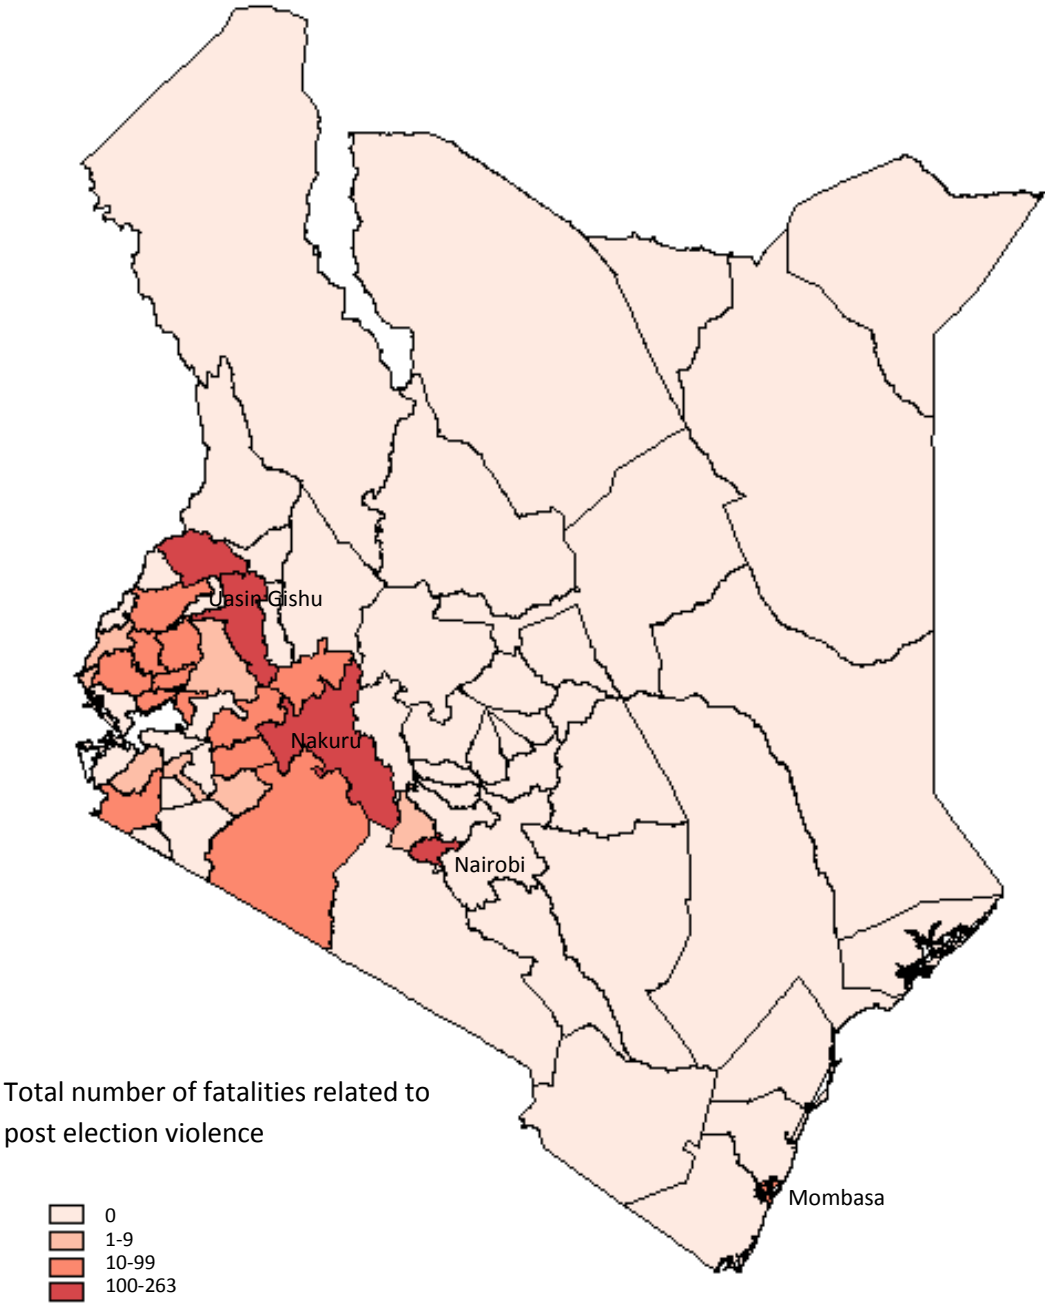 Uasin Gishu
Nakuru
Nairobi
Total number of fatalities related to
post election violence
Mombasa
0
1-9
10-99
100-263